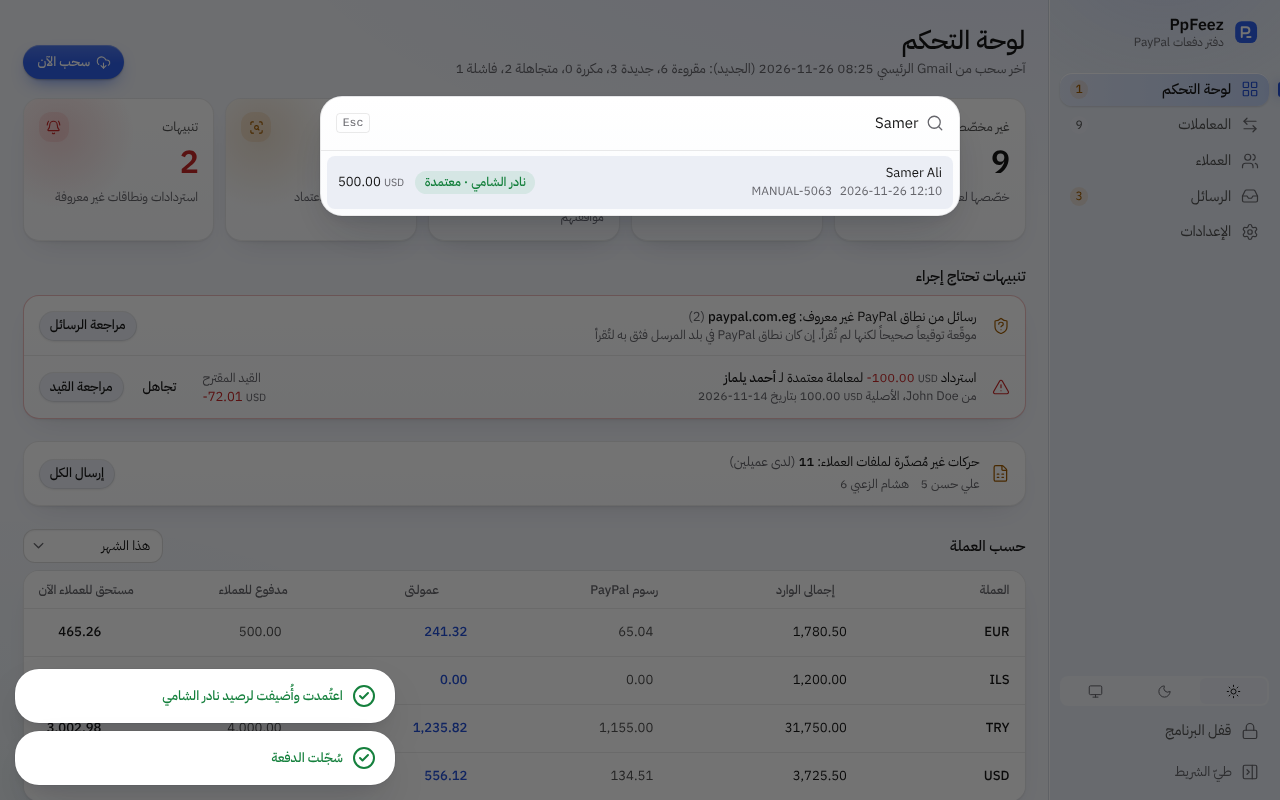 PpFeez
دفتر دفعات PayPal
لوحة التحكم
1
المعاملات
9
العملاء
الرسائل
3
الإعدادات
قفل البرنامج
طيّ الشريط
لوحة التحكم
آخر سحب من Gmail الرئيسي 2026-11-26 08:25 (الجديد): مقروءة 6، جديدة 3، مكررة 0، متجاهلة 2، فاشلة 1
سحب الآن
Samer
Esc
Samer Ali
2026-11-26 12:10 MANUAL-5063
نادر الشامي · معتمدة
500.00 USD
9
موافقتهم
تنبيهات
2
استردادات ونطاقات غير معروفة
تنبيهات تحتاج إجراء
رسائل من نطاق PayPal غير معروف: paypal.com.eg (2)
موقّعة توقيعاً صحيحاً لكنها لم تُقرأ. إن كان نطاق PayPal في بلد المرسل فثق به لتُقرأ
مراجعة الرسائل
استرداد -100.00 USD لمعاملة معتمدة لـ أحمد يلماز
من John Doe، الأصلية 100.00 USD بتاريخ 2026-11-14
القيد المقترح
-72.01 USD
تجاهل
مراجعة القيد
حركات غير مُصدّرة لملفات العملاء: 11 (لدى عميلين)
علي حسن 5 هشام الزعبي 6
إرسال الكل
حسب العملة
هذا الشهر
العملة إجمالي الوارد رسوم PayPal عمولتي مدفوع للعملاء مستحق للعملاء الآن
EUR 1,780.50 65.04 241.32 500.00 465.26
ILS 1,200.00 0.00 0.00
TRY 31,750.00 1,155.00 1,235.82 4,000.00 3,002.98
USD 3,725.50 134.51 556.12
اعتُمدت وأُضيفت لرصيد نادر الشامي
سُجّلت الدفعة